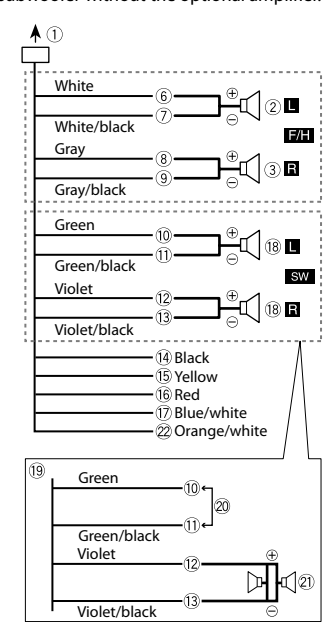 subwoofer without the optional amplifier.
①
White
⑥ ⊕
⑦ ② L
White/black ⊖
F/H
Gray
⑧ ⊕
⑨ ③ R
Gray/black ⊖
Green
⑩ ⊕
⑪ ⑱ L
Green/black ⊖
SW
Violet
⑫ ⊕
⑬ ⑱ R
Violet/black ⊖
⑭ Black
⑮ Yellow
⑯ Red
⑰ Blue/white
㉒ Orange/white
⑲
Green
⑩
⑳
⑪
Green/black
Violet
⑫ ⊕
㉑
⑬
Violet/black ⊖